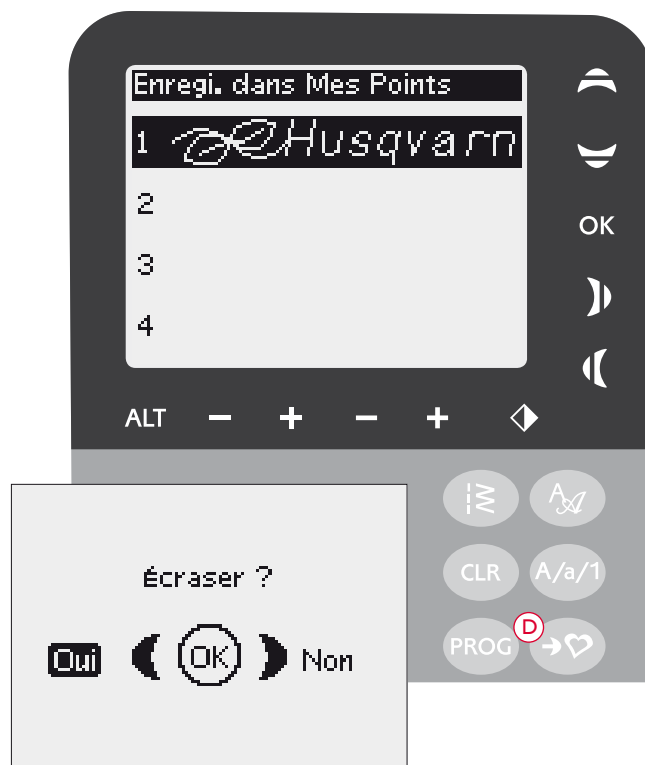 Enregi. dans Mes Points
1 Husqvarn
2
3
4
OK
ALT - + - +
A
CLR A/a/1
PROG D
écraser ?
Oui OK Non